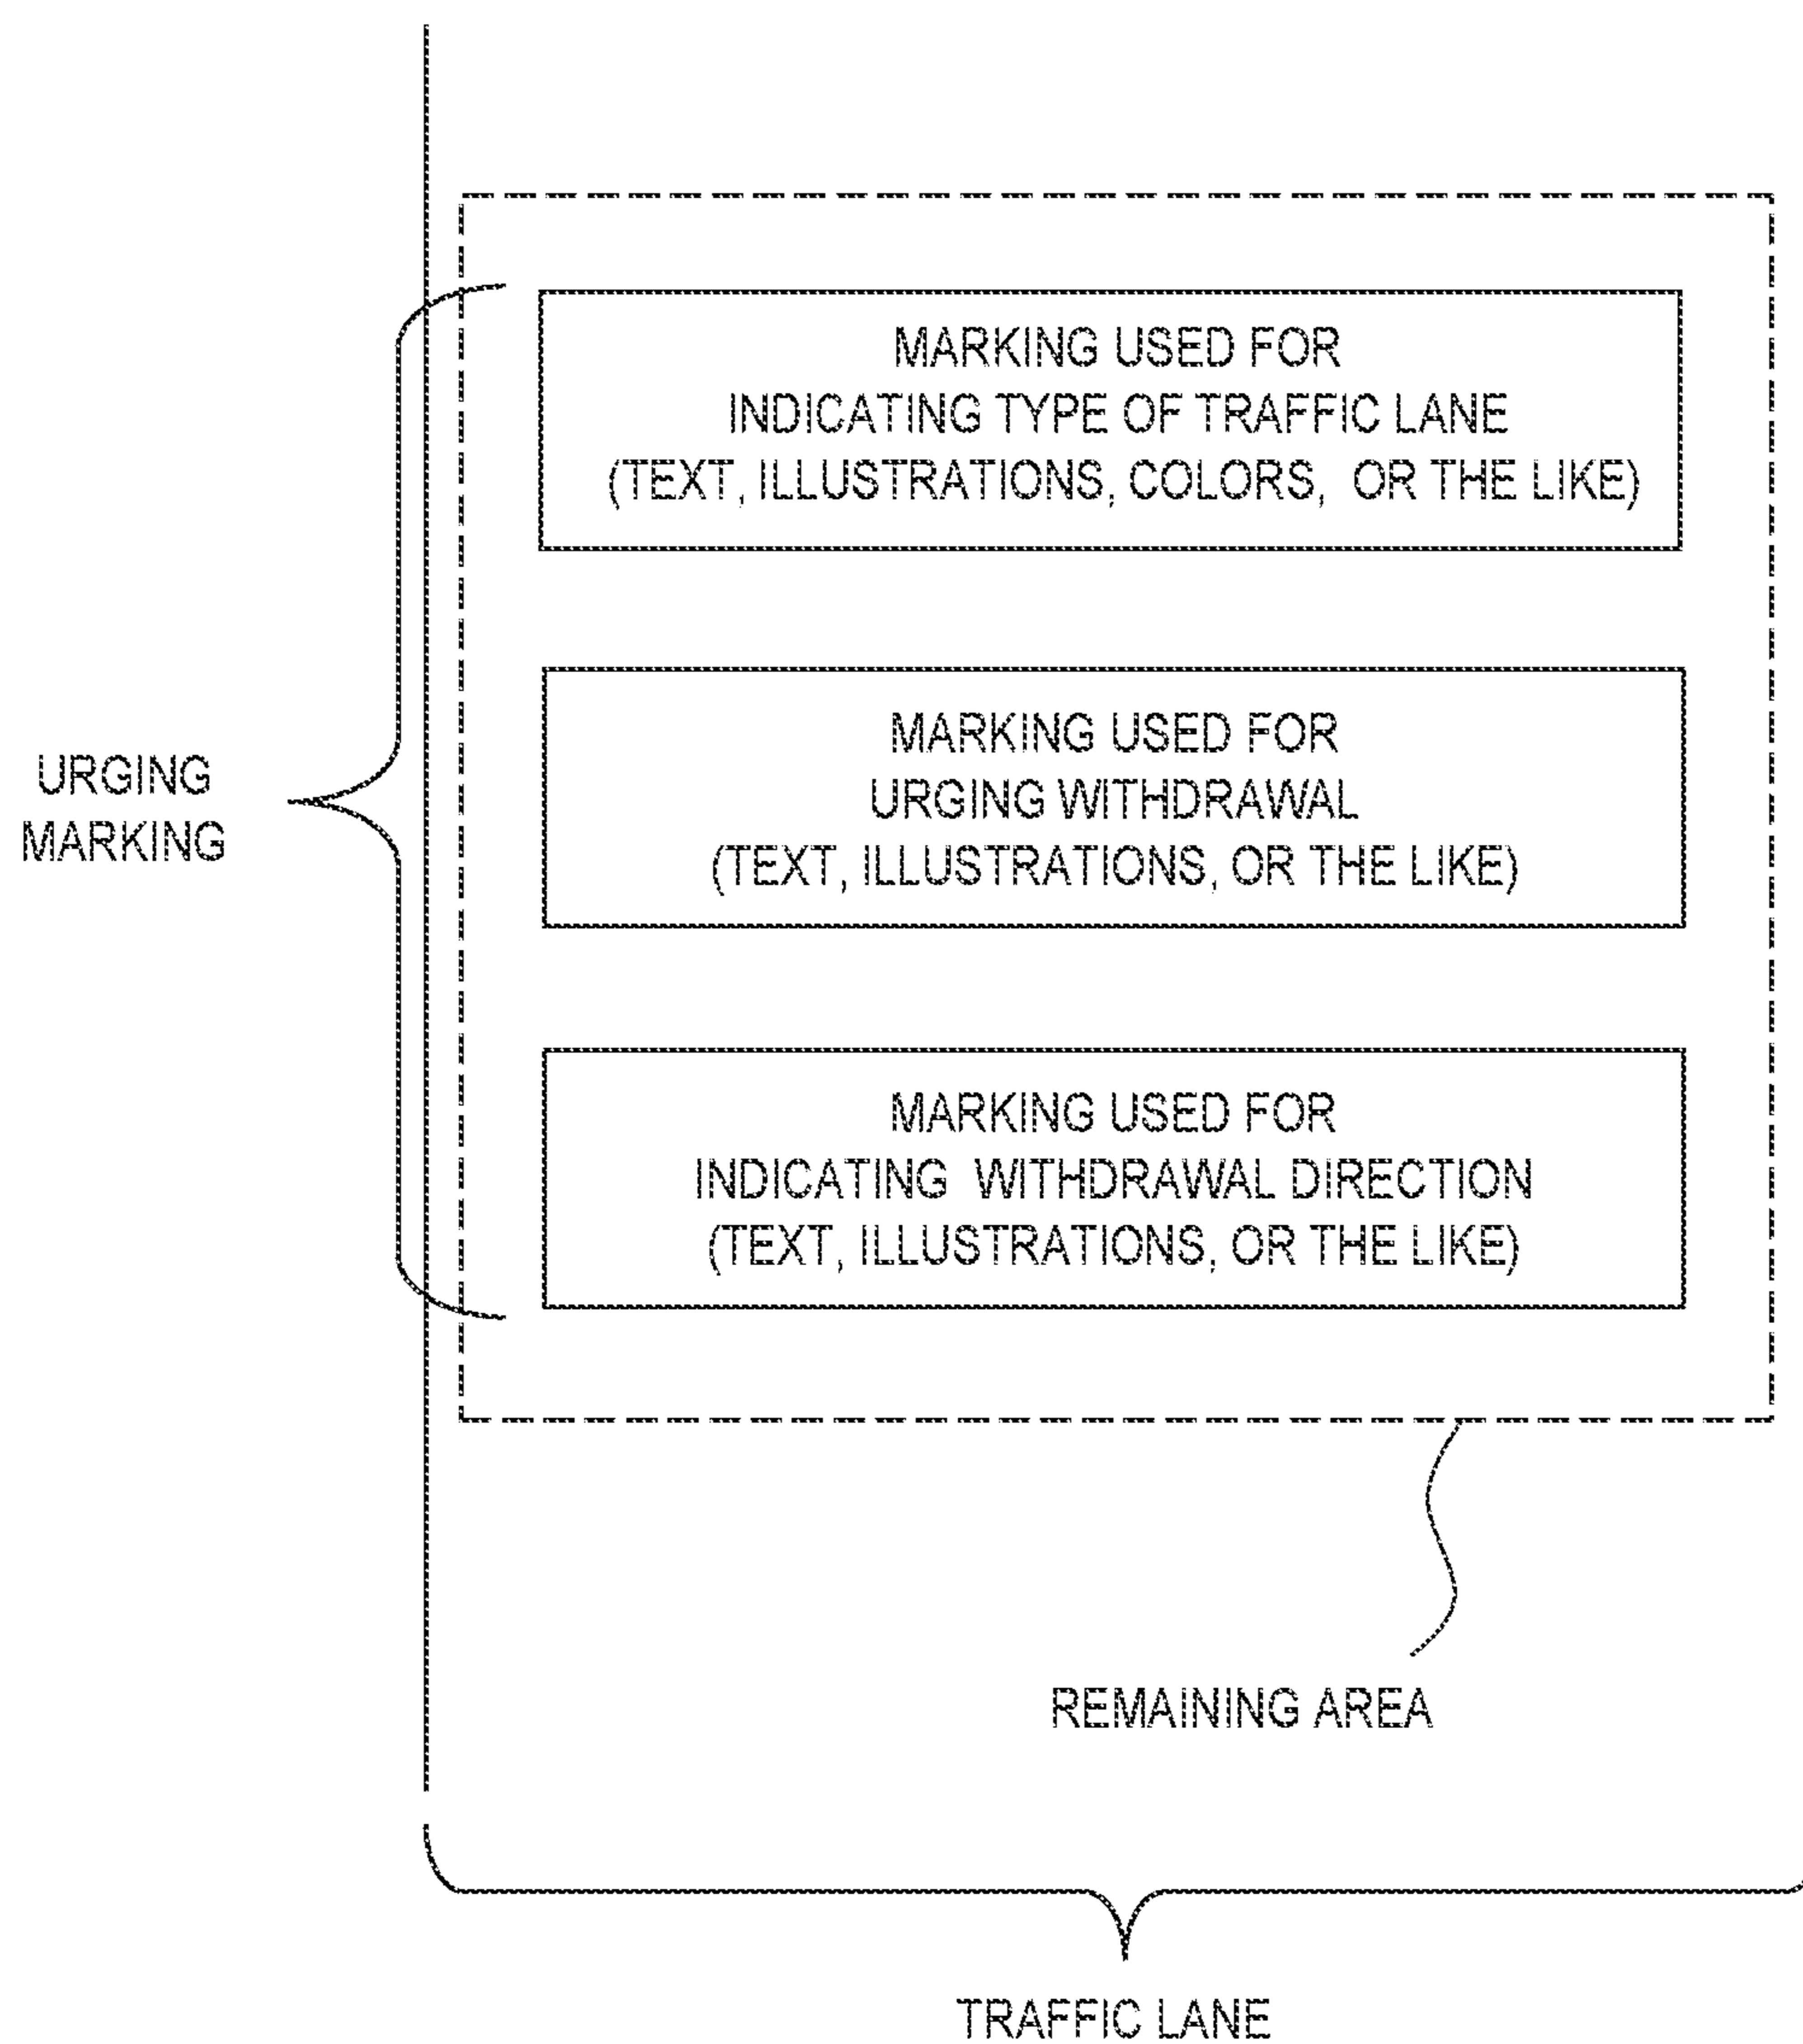 MARKING USED FOR
INDICATING TYPE OF TRAFFIC LANE
(TEXT, ILLUSTRATIONS, COLORS, OR THE LIKE)
URGING
MARKING
MARKING USED FOR
URGING WITHDRAWAL
(TEXT, ILLUSTRATIONS, OR THE LIKE)
MARKING USED FOR
INDICATING WITHDRAWAL DIRECTION
(TEXT, ILLUSTRATIONS, OR THE LIKE)
REMAINING AREA
TRAFFIC LANE